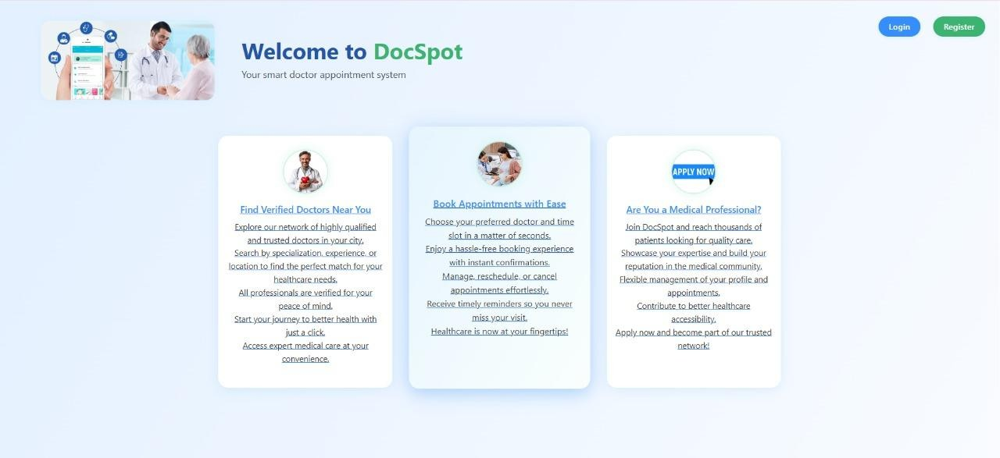 Login
Register
Welcome to DocSpot
Your smart doctor appointment system
Find Verified Doctors Near You
Explore our network of highly qualified
and trusted doctors in your city.
Search by specialization, experience, or
location to find the perfect match for your
healthcare needs.
All professionals are verified for your
peace of mind.
Start your journey to better health with
just a click.
Access expert medical care at your
convenience.
Book Appointments with Ease
Choose your preferred doctor and time
slot in a matter of seconds.
Enjoy a hassle-free booking experience
with instant confirmations.
Manage, reschedule, or cancel
appointments effortlessly.
Receive timely reminders so you never
miss your visit.
Healthcare is now at your fingertips!
APPLY NOW
Are You a Medical Professional?
Join DocSpot and reach thousands of
patients looking for quality care.
Showcase your expertise and build your
reputation in the medical community.
Flexible management of your profile and
appointments.
Contribute to better healthcare
accessibility.
Apply now and become part of our trusted
network!